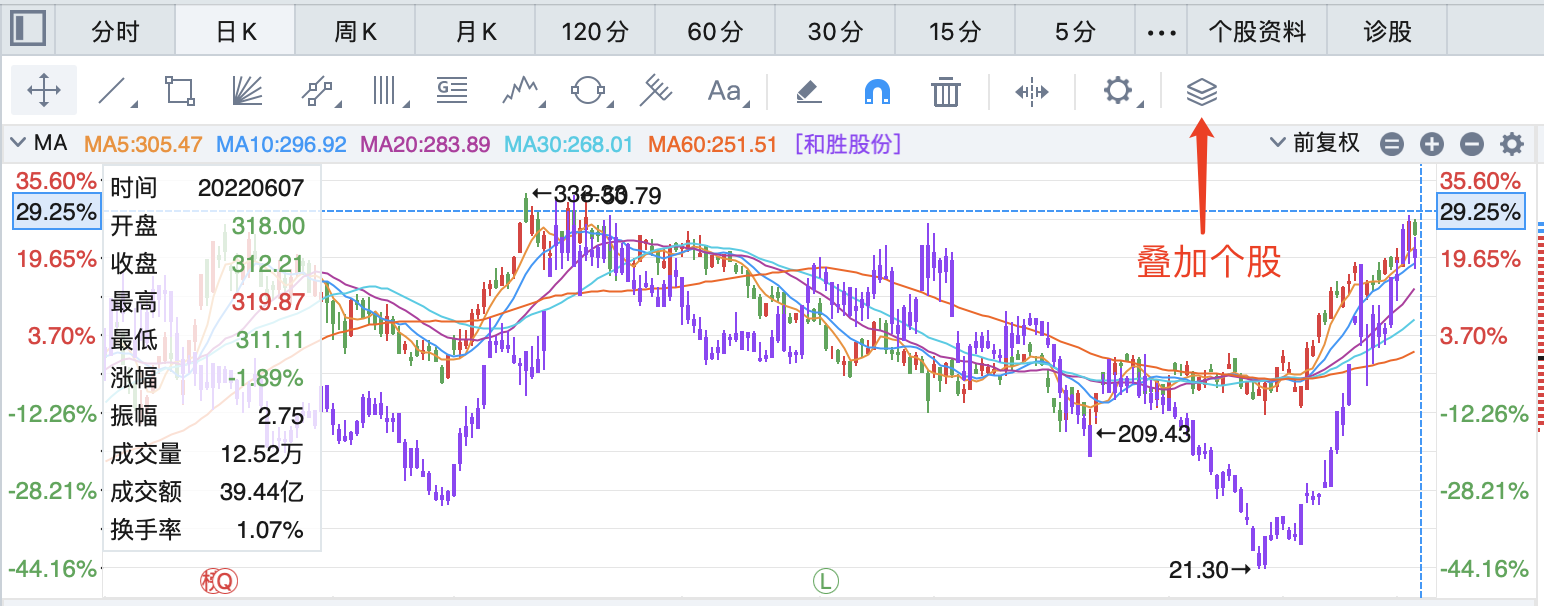 分时 日K 周K 月K 120分 60分 30分 15分 5分 ... 个股资料 诊股
Aa
MA MA5:305.47 MA10:296.92 MA20:283.89 MA30:268.01 MA60:251.51 [和胜股份] 前复权
35.60% 35.60%
29.25% 29.25%
19.65% 19.65%
3.70% 3.70%
-12.26% -12.26%
-28.21% -28.21%
-44.16% -44.16%
时间 20220607
开盘 318.00
收盘 312.21
最高 319.87
最低 311.11
涨幅 -1.89%
振幅 2.75
成交量 12.52万
成交额 39.44亿
换手率 1.07%
叠加个股
←209.43
21.30→
Q
L